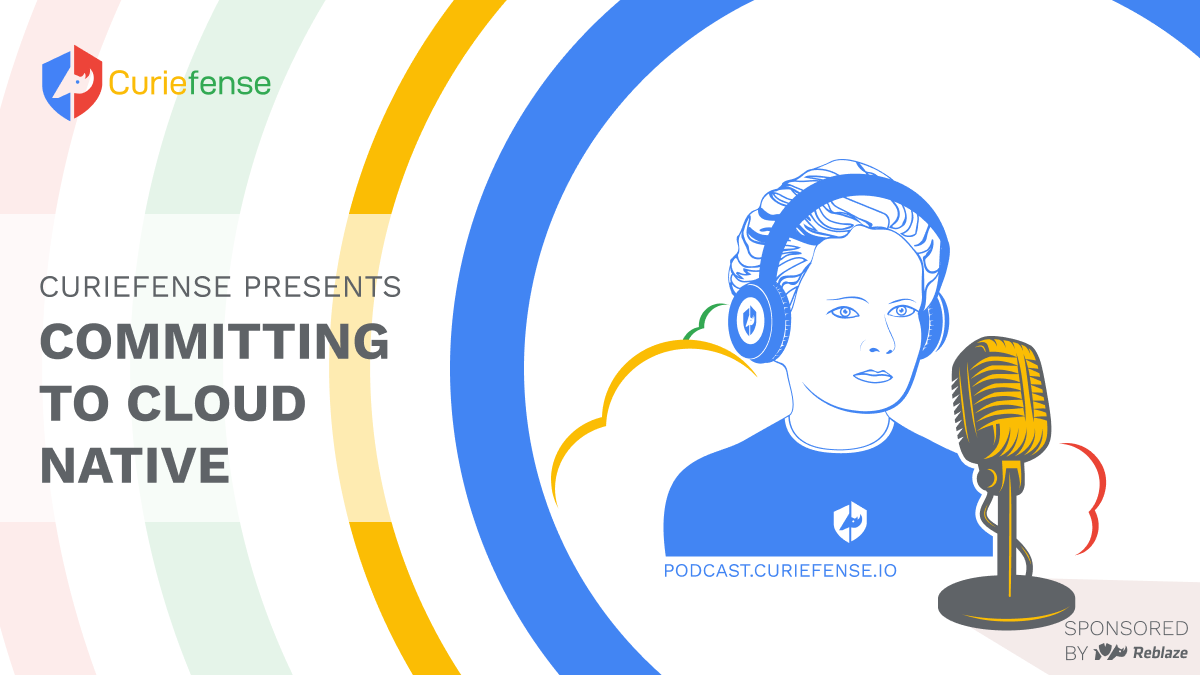 Curiefense
CURIEFENSE PRESENTS
COMMITTING
TO CLOUD
NATIVE
PODCAST.CURIEFENSE.IO
SPONSORED
BY Reblaze